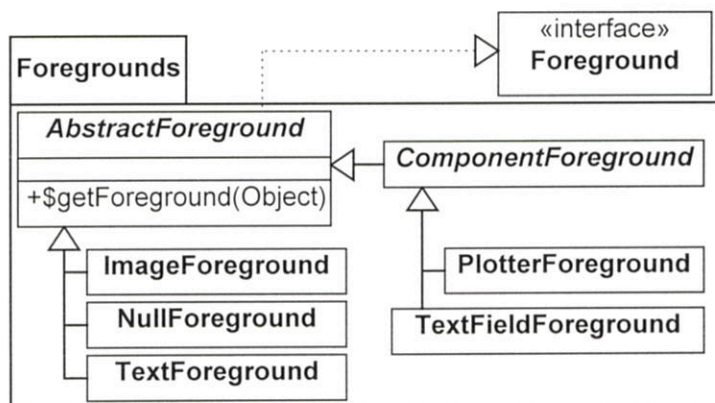 «interface»
Foreground
Foregrounds
AbstractForeground
+$getForeground(Object)
ComponentForeground
ImageForeground
NullForeground
TextForeground
PlotterForeground
TextFieldForeground